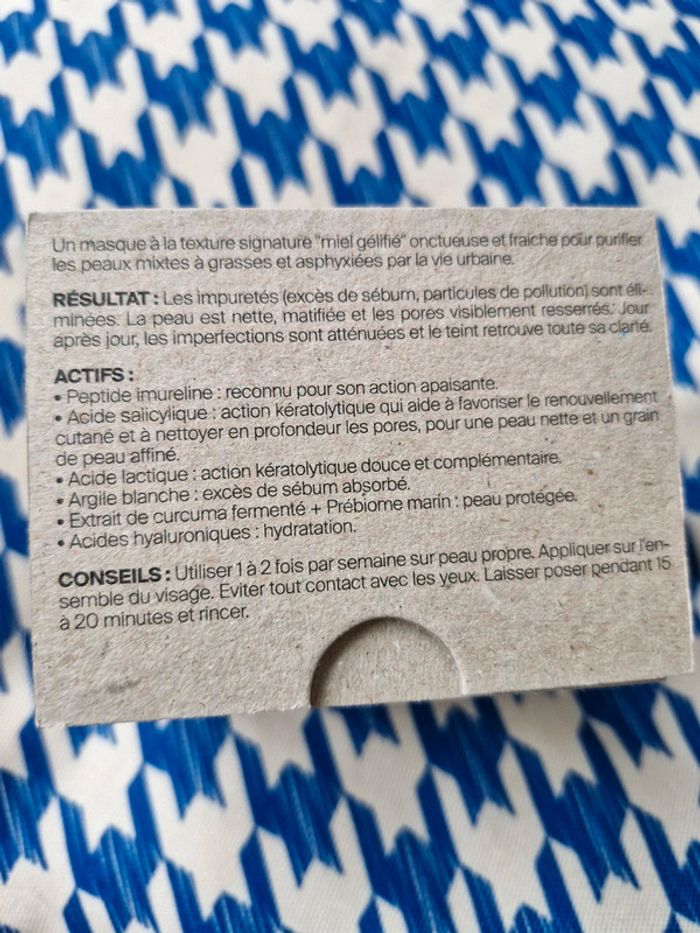 Un masque à la texture signature "miel gélifié" onctueuse et fraiche pour purifier
les peaux mixtes à grasses et asphyxiées par la vie urbaine.
RÉSULTAT : Les impuretés (excès de sébum, particules de pollution) sont éli-
minées. La peau est nette, matifiée et les pores visiblement resserrés. Jour
après jour, les imperfections sont atténuées et le teint retrouve toute sa clarté.
ACTIFS :
• Peptide imureline : reconnu pour son action apaisante.
• Acide salicylique : action kératolytique qui aide à favoriser le renouvellement
cutané et à nettoyer en profondeur les pores, pour une peau nette et un grain
de peau affiné.
• Acide lactique : action kératolytique douce et complémentaire.
• Argile blanche : excès de sébum absorbé.
• Extrait de curcuma fermenté + Prébiome marin : peau protégée.
• Acides hyaluroniques : hydratation.
CONSEILS : Utiliser 1 à 2 fois par semaine sur peau propre. Appliquer sur l'en-
semble du visage. Eviter tout contact avec les yeux. Laisser poser pendant 15
à 20 minutes et rincer.